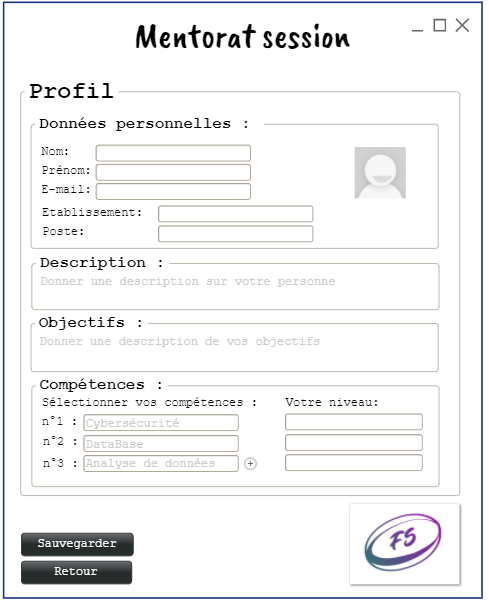 Mentorat session
Profil
Données personnelles :
Nom:
Prénom:
E-mail:
Etablissement:
Poste:
Description :
Donner une description sur votre personne
Objectifs :
Donner une description de vos objectifs
Compétences :
Sélectionner vos compétences : Votre niveau:
n°1 : Cybersécurité
n°2 : DataBase
n°3 : Analyse de données
Sauvegarder
Retour
FS